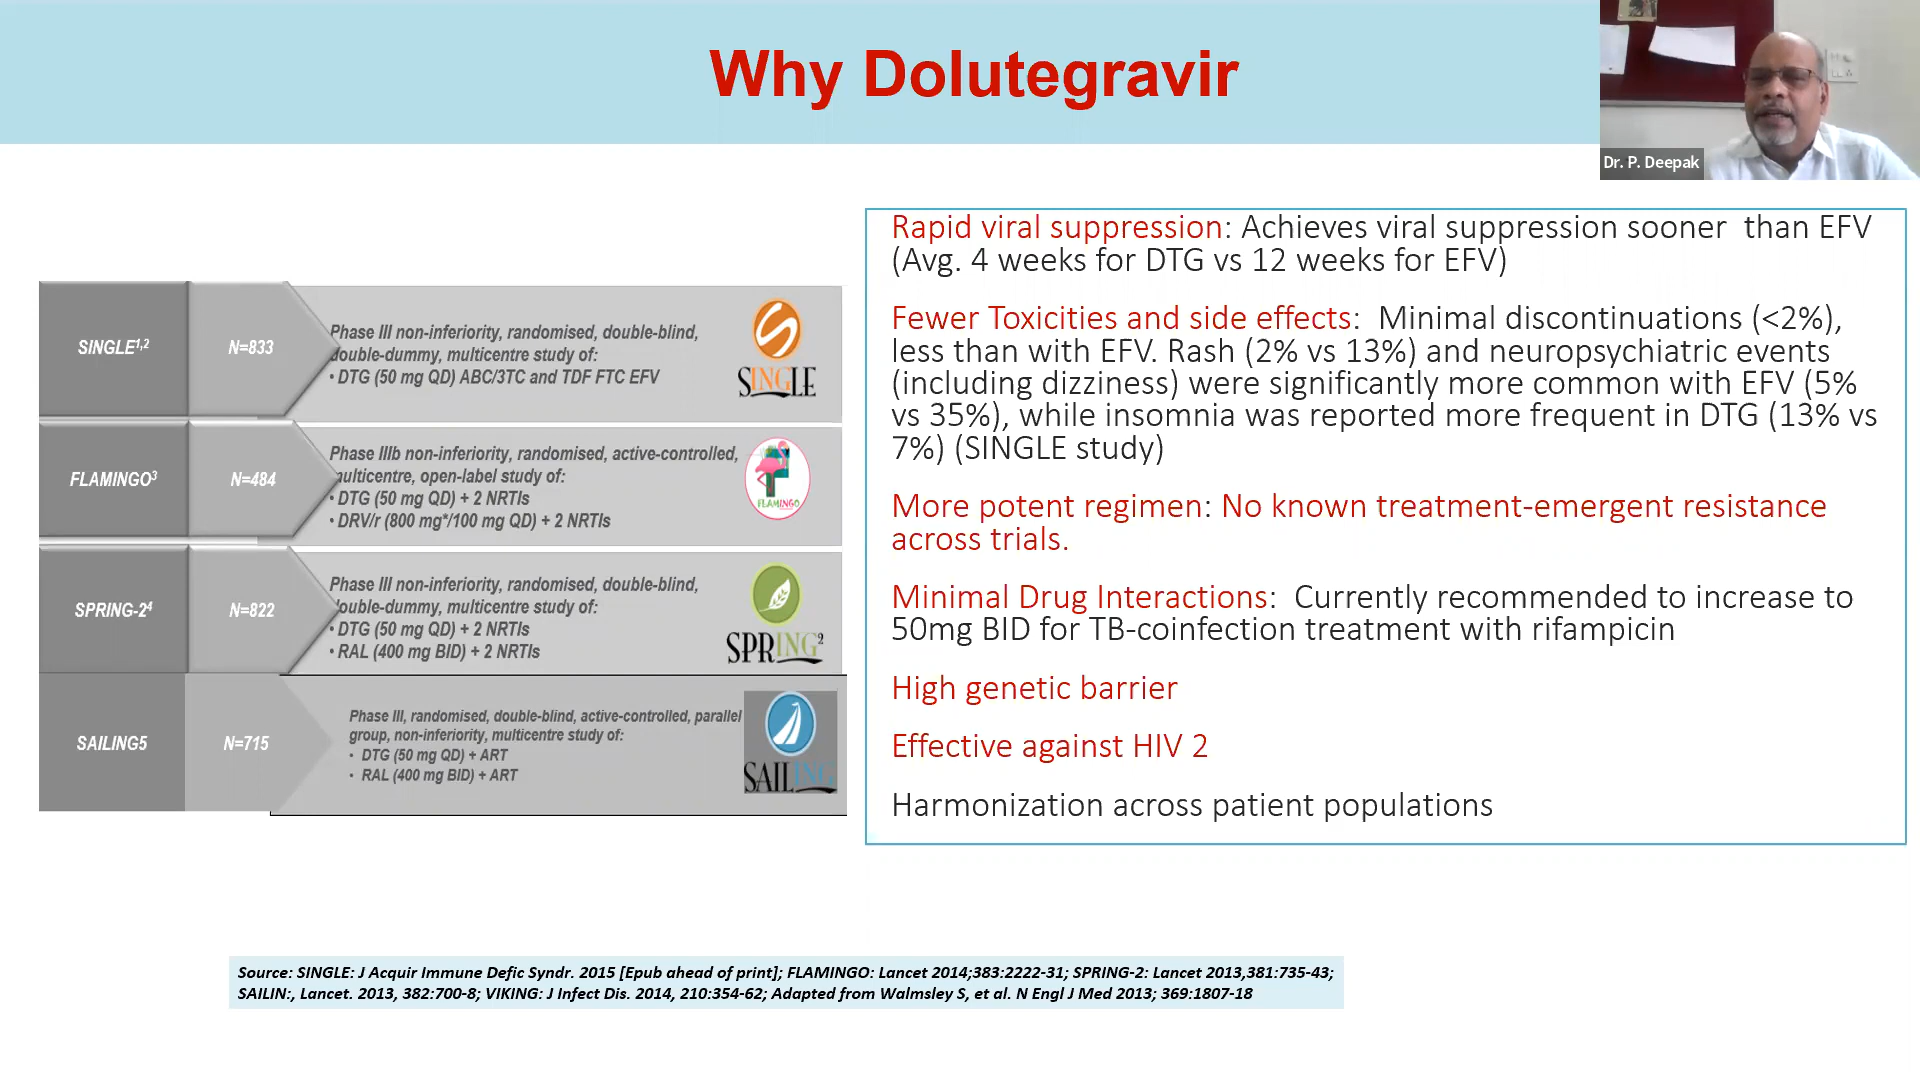 Why Dolutegravir
Dr. P. Deepak
SINGLE1,2
N=833
Phase III non-inferiority, randomised, double-blind,
double-dummy, multicentre study of:
• DTG (50 mg QD) ABC/3TC and TDF FTC EFV
SINGLE
FLAMINGO3
N=484
Phase IIIb non-inferiority, randomised, active-controlled,
multicentre, open-label study of:
• DTG (50 mg QD) + 2 NRTIs
• DRV/r (800 mg*/100 mg QD) + 2 NRTIs
FLAMINGO
SPRING-24
N=822
Phase III non-inferiority, randomised, double-blind,
double-dummy, multicentre study of:
• DTG (50 mg QD) + 2 NRTIs
• RAL (400 mg BID) + 2 NRTIs
SPRING2
SAILING5
N=715
Phase III, randomised, double-blind, active-controlled, parallel
group, non-inferiority, multicentre study of:
• DTG (50 mg QD) + ART
• RAL (400 mg BID) + ART
SAILING
Rapid viral suppression: Achieves viral suppression sooner than EFV
(Avg. 4 weeks for DTG vs 12 weeks for EFV)
Fewer Toxicities and side effects: Minimal discontinuations (<2%),
less than with EFV. Rash (2% vs 13%) and neuropsychiatric events
(including dizziness) were significantly more common with EFV (5%
vs 35%), while insomnia was reported more frequent in DTG (13% vs
7%) (SINGLE study)
More potent regimen: No known treatment-emergent resistance
across trials.
Minimal Drug Interactions: Currently recommended to increase to
50mg BID for TB-coinfection treatment with rifampicin
High genetic barrier
Effective against HIV 2
Harmonization across patient populations
Source: SINGLE: J Acquir Immune Defic Syndr. 2015 [Epub ahead of print]; FLAMINGO: Lancet 2014;383:2222-31; SPRING-2: Lancet 2013,381:735-43;
SAILIN:, Lancet. 2013, 382:700-8; VIKING: J Infect Dis. 2014, 210:354-62; Adapted from Walmsley S, et al. N Engl J Med 2013; 369:1807-18